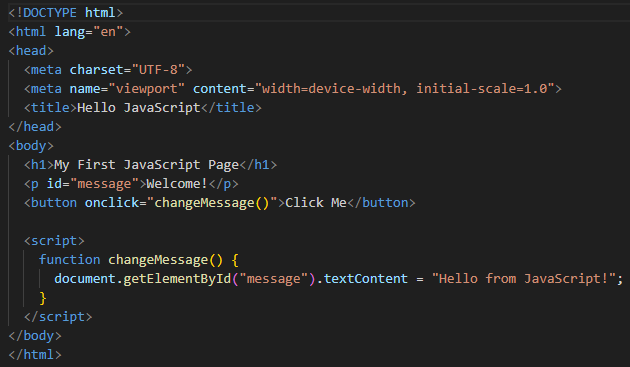 <!DOCTYPE html>
<html lang="en">
<head>
  <meta charset="UTF-8">
  <meta name="viewport" content="width=device-width, initial-scale=1.0">
  <title>Hello JavaScript</title>
</head>
<body>
  <h1>My First JavaScript Page</h1>
  <p id="message">Welcome!</p>
  <button onclick="changeMessage()">Click Me</button>

  <script>
    function changeMessage() {
      document.getElementById("message").textContent = "Hello from JavaScript!";
    }
  </script>
</body>
</html>